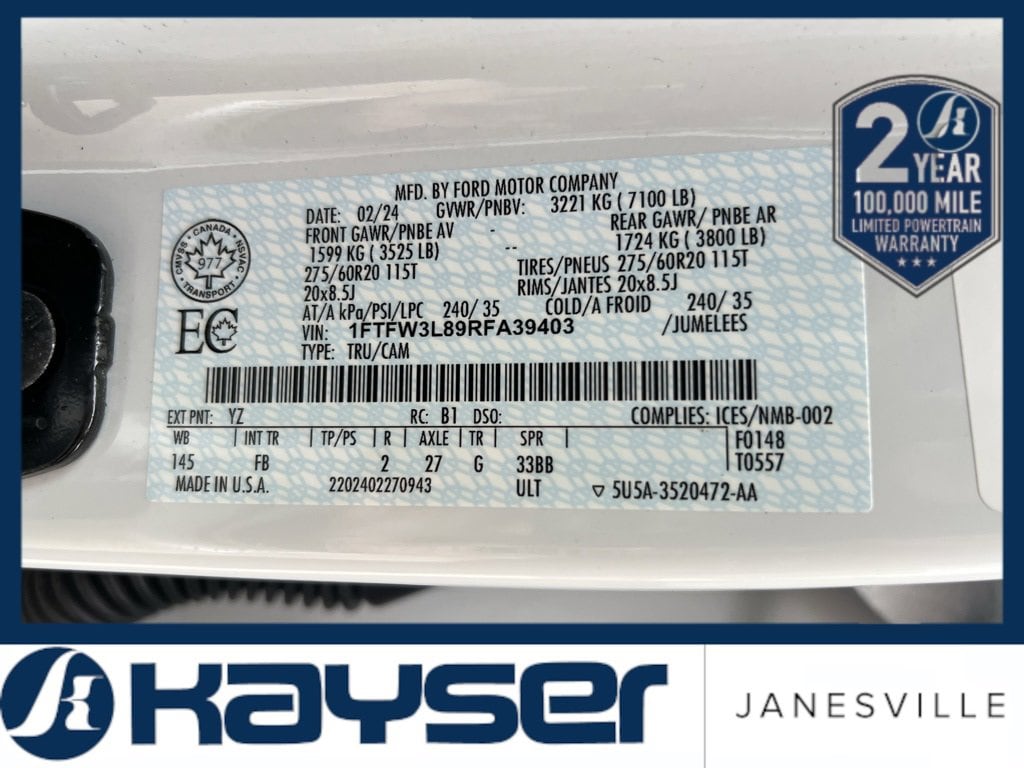 2
YEAR
100,000 MILE
LIMITED POWERTRAIN
WARRANTY
MFD. BY FORD MOTOR COMPANY
DATE: 02/24 GVWR/PNBV: 3221 KG ( 7100 LB)
FRONT GAWR/PNBE AV - REAR GAWR/ PNBE AR
1599 KG ( 3525 LB) -- 1724 KG ( 3800 LB)
275/60R20 115T TIRES/PNEUS 275/60R20 115T
20x8.5J RIMS/JANTES 20x8.5J
AT/A kPa/PSI/LPC 240/ 35 COLD/A FROID 240/ 35
VIN: 1FTFW3L89RFA39403 /JUMELEES
TYPE: TRU/CAM
CMVSS · CANADA · NSVAC
977
· TRANSPORT ·
EC
EXT PNT: YZ RC: B1 DSO: COMPLIES: ICES/NMB-002
WB | INT TR | TP/PS | R | AXLE | TR | SPR | F0148
145 FB 2 27 G 33BB T0557
MADE IN U.S.A. 2202402270943 ULT ▽ 5U5A-3520472-AA
KAYSER
JANESVILLE